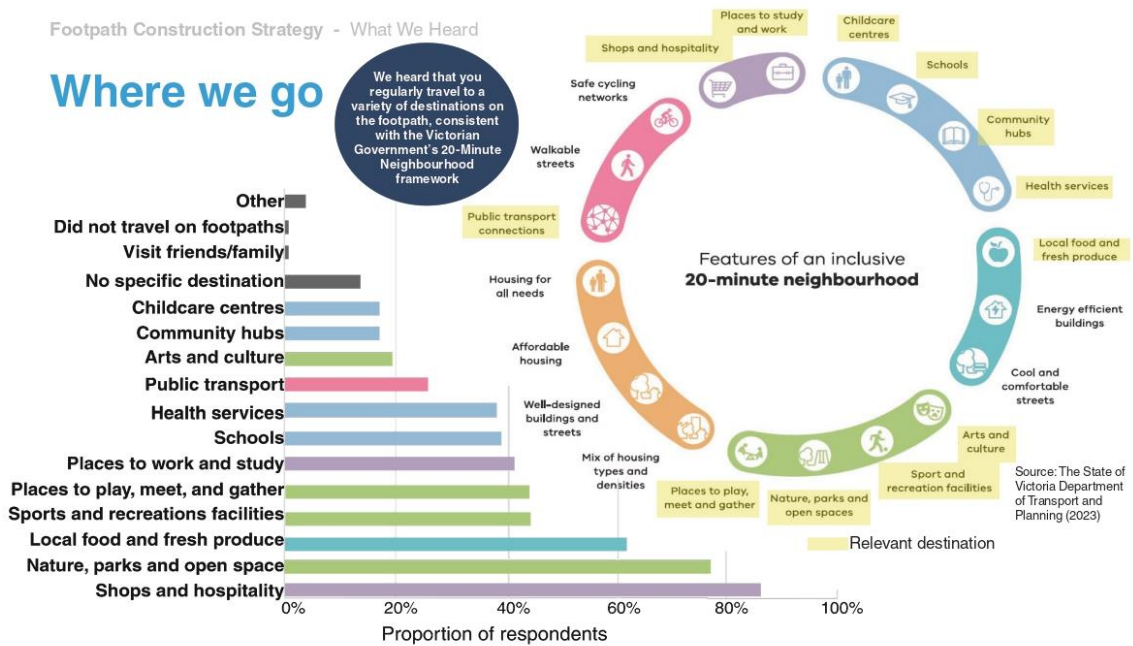 Footpath Construction Strategy - What We Heard
Where we go
We heard that you
regularly travel to a
variety of destinations on
the footpath, consistent
with the Victorian
Government's 20-Minute
Neighbourhood
framework
Other
Did not travel on footpaths
Visit friends/family
No specific destination
Childcare centres
Community hubs
Arts and culture
Public transport
Health services
Schools
Places to work and study
Places to play, meet, and gather
Sports and recreations facilities
Local food and fresh produce
Nature, parks and open space
Shops and hospitality
0%
20%
40%
60%
80%
100%
Proportion of respondents
Features of an inclusive
20-minute neighbourhood
Places to study
and work
Shops and hospitality
Safe cycling
networks
Walkable
streets
Public transport
connections
Housing for
all needs
Affordable
housing
Well-designed
buildings and
streets
Mix of housing
types and
densities
Places to play,
meet and gather
Nature, parks and
open spaces
Sport and
recreation facilities
Arts and
culture
Cool and
comfortable
streets
Energy efficient
buildings
Local food and
fresh produce
Health services
Community
hubs
Schools
Childcare
centres
Source: The State of
Victoria Department
of Transport and
Planning (2023)
Relevant destination